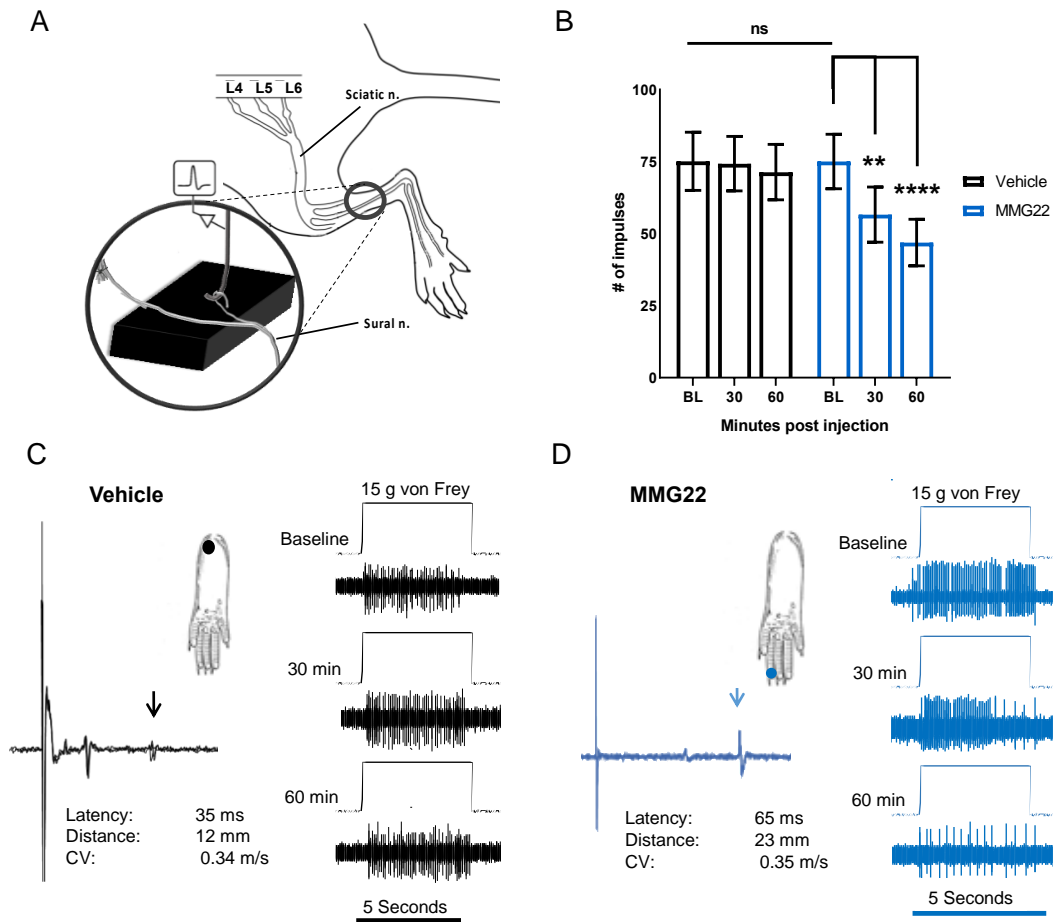 A
L4 L5 L6
Sciatic n.
Sural n.
B
ns
100
75
50
25
0
# of impulses
**
****
Vehicle
MMG22
BL 30 60 BL 30 60
Minutes post injection
C
Vehicle
15 g von Frey
Baseline
30 min
60 min
Latency: 35 ms
Distance: 12 mm
CV: 0.34 m/s
5 Seconds
D
MMG22
15 g von Frey
Baseline
30 min
60 min
Latency: 65 ms
Distance: 23 mm
CV: 0.35 m/s
5 Seconds